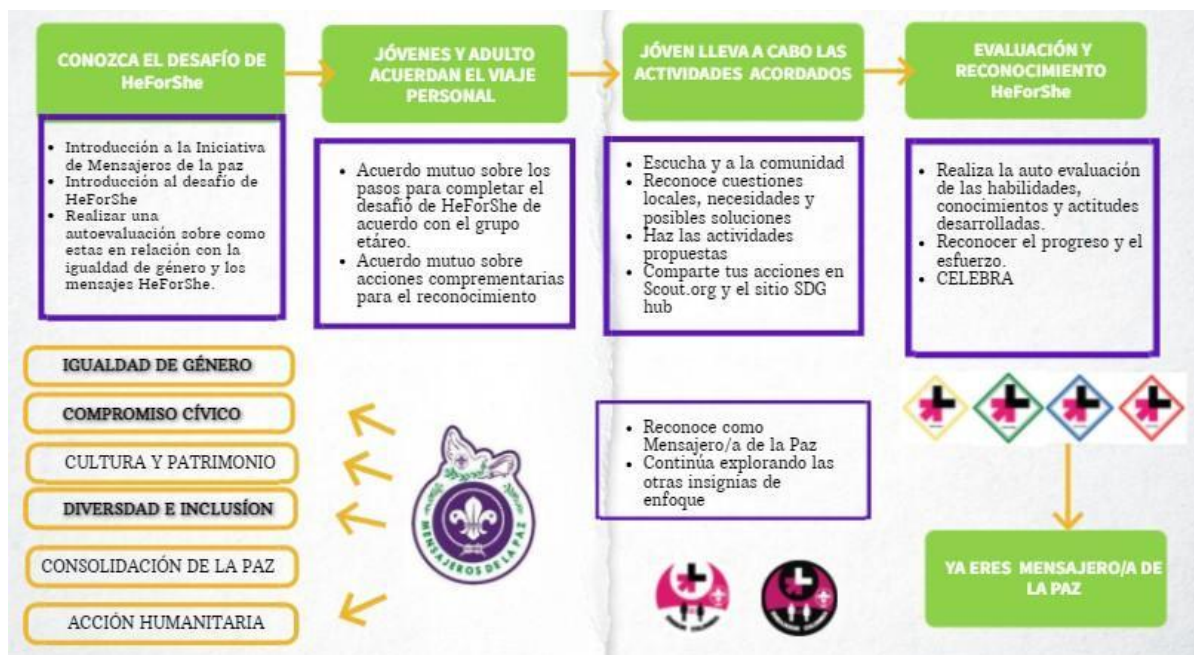 CONOZCA EL DESAFÍO DE
HeForShe
JÓVENES Y ADULTO
ACUERDAN EL VIAJE
PERSONAL
JÓVEN LLEVA A CABO LAS
ACTIVIDADES ACORDADOS
EVALUACIÓN Y
RECONOCIMIENTO
HeForShe
• Introducción a la Iniciativa
de Mensajeros de la paz
• Introducción al desafío de
HeForShe
• Realizar una
autoevaluación sobre como
estas en relación con la
igualdad de género y los
mensajes HeForShe.
• Acuerdo mutuo sobre los
pasos para completar el
desafió de HeForShe de
acuerdo con el grupo
etáreo.
• Acuerdo mutuo sobre
acciones comprementarias
para el reconocimiento
• Escucha y a la comunidad
• Reconoce cuestiones
locales, necesidades y
posibles soluciones
• Haz las actividades
propuestas
• Comparte tus acciones en
Scout.org y el sitio SDG
hub
• Realiza la auto evaluación
de las habilidades,
conocimientos y actitudes
desarrolladas.
• Reconocer el progreso y el
esfuerzo.
• CELEBRA
IGUALDAD DE GÉNERO
COMPROMISO CÍVICO
CULTURA Y PATRIMONIO
DIVERSDAD E INCLUSÍON
CONSOLIDACIÓN DE LA PAZ
ACCIÓN HUMANITARIA
MENSAJEROS DE LA PAZ
• Reconoce como
Mensajero/a de la Paz
• Continúa explorando las
otras insignias de
enfoque
YA ERES MENSAJERO/A DE
LA PAZ